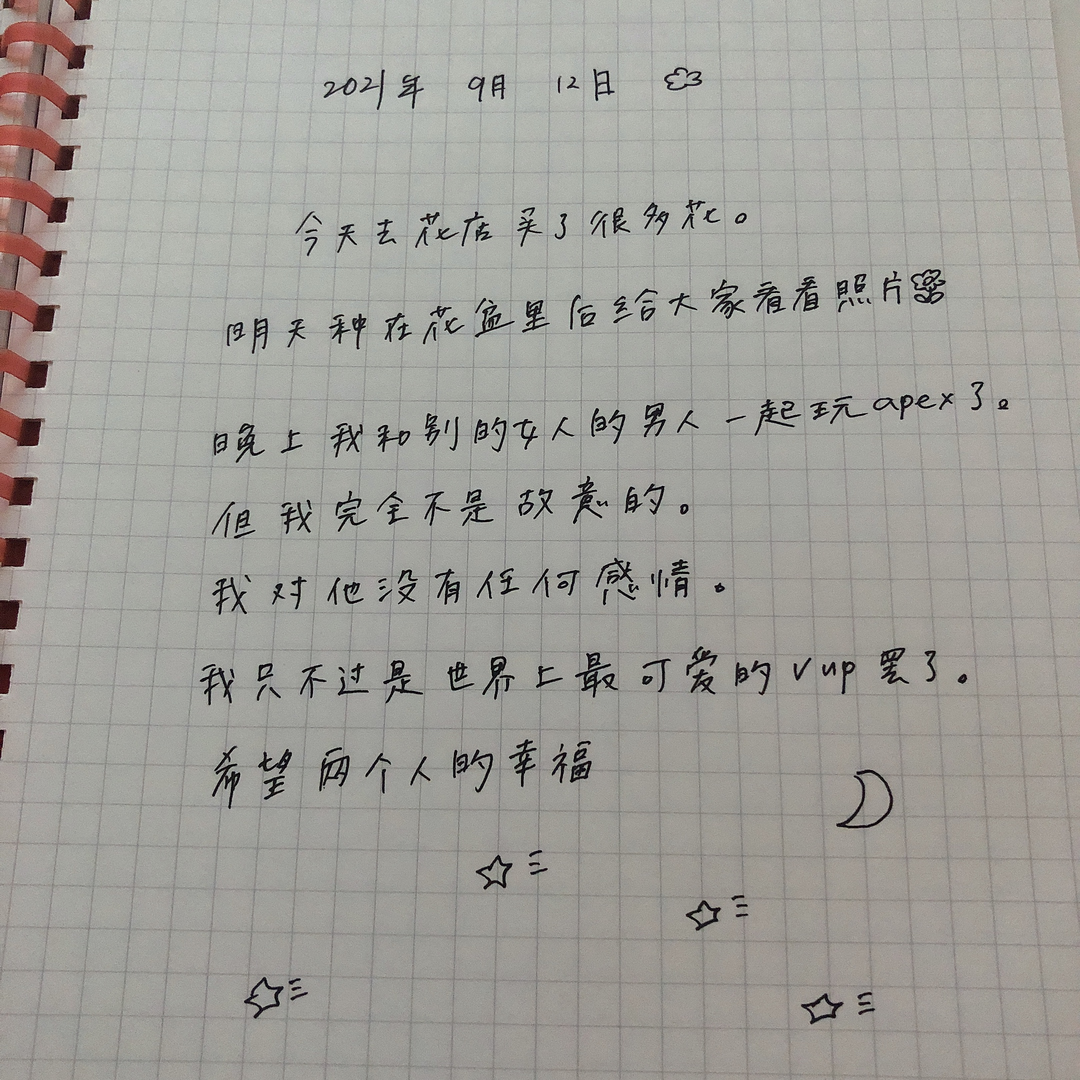 2021年 9月 12日
今天去花店买了很多花。
明天种在花盆里后给大家看看照片
晚上我和别的女人的男人一起玩apex了。
但我完全不是故意的。
我对他没有任何感情。
我只不过是世界上最可爱的vup罢了。
希望两个人的幸福